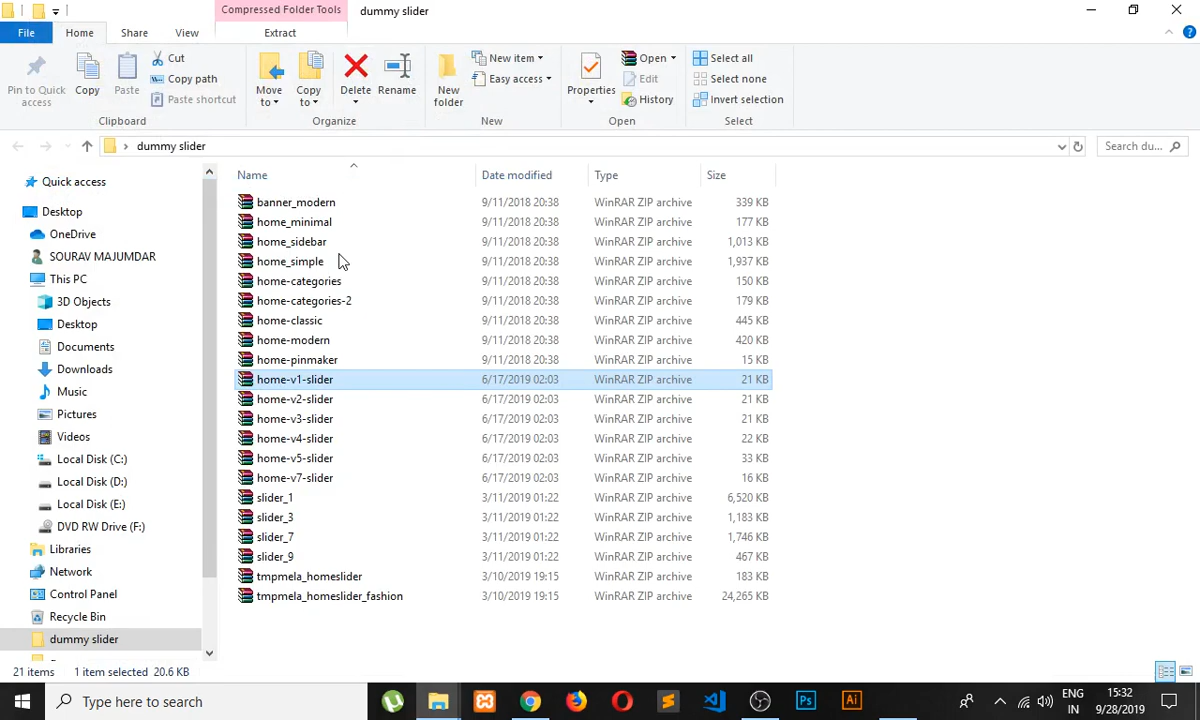 Compressed Folder Tools
dummy slider
File
Home
Share
View
Extract
Pin to Quick access
Copy
Paste
Cut
Copy path
Paste shortcut
Clipboard
Move to
Copy to
Delete
Rename
Organize
New folder
New item
Easy access
New
Properties
Open
Edit
History
Open
Select all
Select none
Invert selection
Select
dummy slider
Search du...
Name Date modified Type Size
Quick access
Desktop
OneDrive
SOURAV MAJUMDAR
This PC
3D Objects
Desktop
Documents
Downloads
Music
Pictures
Videos
Local Disk (C:)
Local Disk (D:)
Local Disk (E:)
DVD RW Drive (F:)
Libraries
Network
Control Panel
Recycle Bin
dummy slider
banner_modern 9/11/2018 20:38 WinRAR ZIP archive 339 KB
home_minimal 9/11/2018 20:38 WinRAR ZIP archive 177 KB
home_sidebar 9/11/2018 20:38 WinRAR ZIP archive 1,013 KB
home_simple 9/11/2018 20:38 WinRAR ZIP archive 1,937 KB
home-categories 9/11/2018 20:38 WinRAR ZIP archive 150 KB
home-categories-2 9/11/2018 20:38 WinRAR ZIP archive 179 KB
home-classic 9/11/2018 20:38 WinRAR ZIP archive 445 KB
home-modern 9/11/2018 20:38 WinRAR ZIP archive 420 KB
home-pinmaker 9/11/2018 20:38 WinRAR ZIP archive 15 KB
home-v1-slider 6/17/2019 02:03 WinRAR ZIP archive 21 KB
home-v2-slider 6/17/2019 02:03 WinRAR ZIP archive 21 KB
home-v3-slider 6/17/2019 02:03 WinRAR ZIP archive 21 KB
home-v4-slider 6/17/2019 02:03 WinRAR ZIP archive 22 KB
home-v5-slider 6/17/2019 02:03 WinRAR ZIP archive 33 KB
home-v7-slider 6/17/2019 02:03 WinRAR ZIP archive 16 KB
slider_1 3/11/2019 01:22 WinRAR ZIP archive 6,520 KB
slider_3 3/11/2019 01:22 WinRAR ZIP archive 1,183 KB
slider_7 3/11/2019 01:22 WinRAR ZIP archive 1,746 KB
slider_9 3/11/2019 01:22 WinRAR ZIP archive 467 KB
tmpmela_homeslider 3/10/2019 19:15 WinRAR ZIP archive 183 KB
tmpmela_homeslider_fashion 3/10/2019 19:15 WinRAR ZIP archive 24,265 KB
21 items 1 item selected 20.6 KB
Type here to search
Ps
Ai
ENG
IN
15:32
9/28/2019